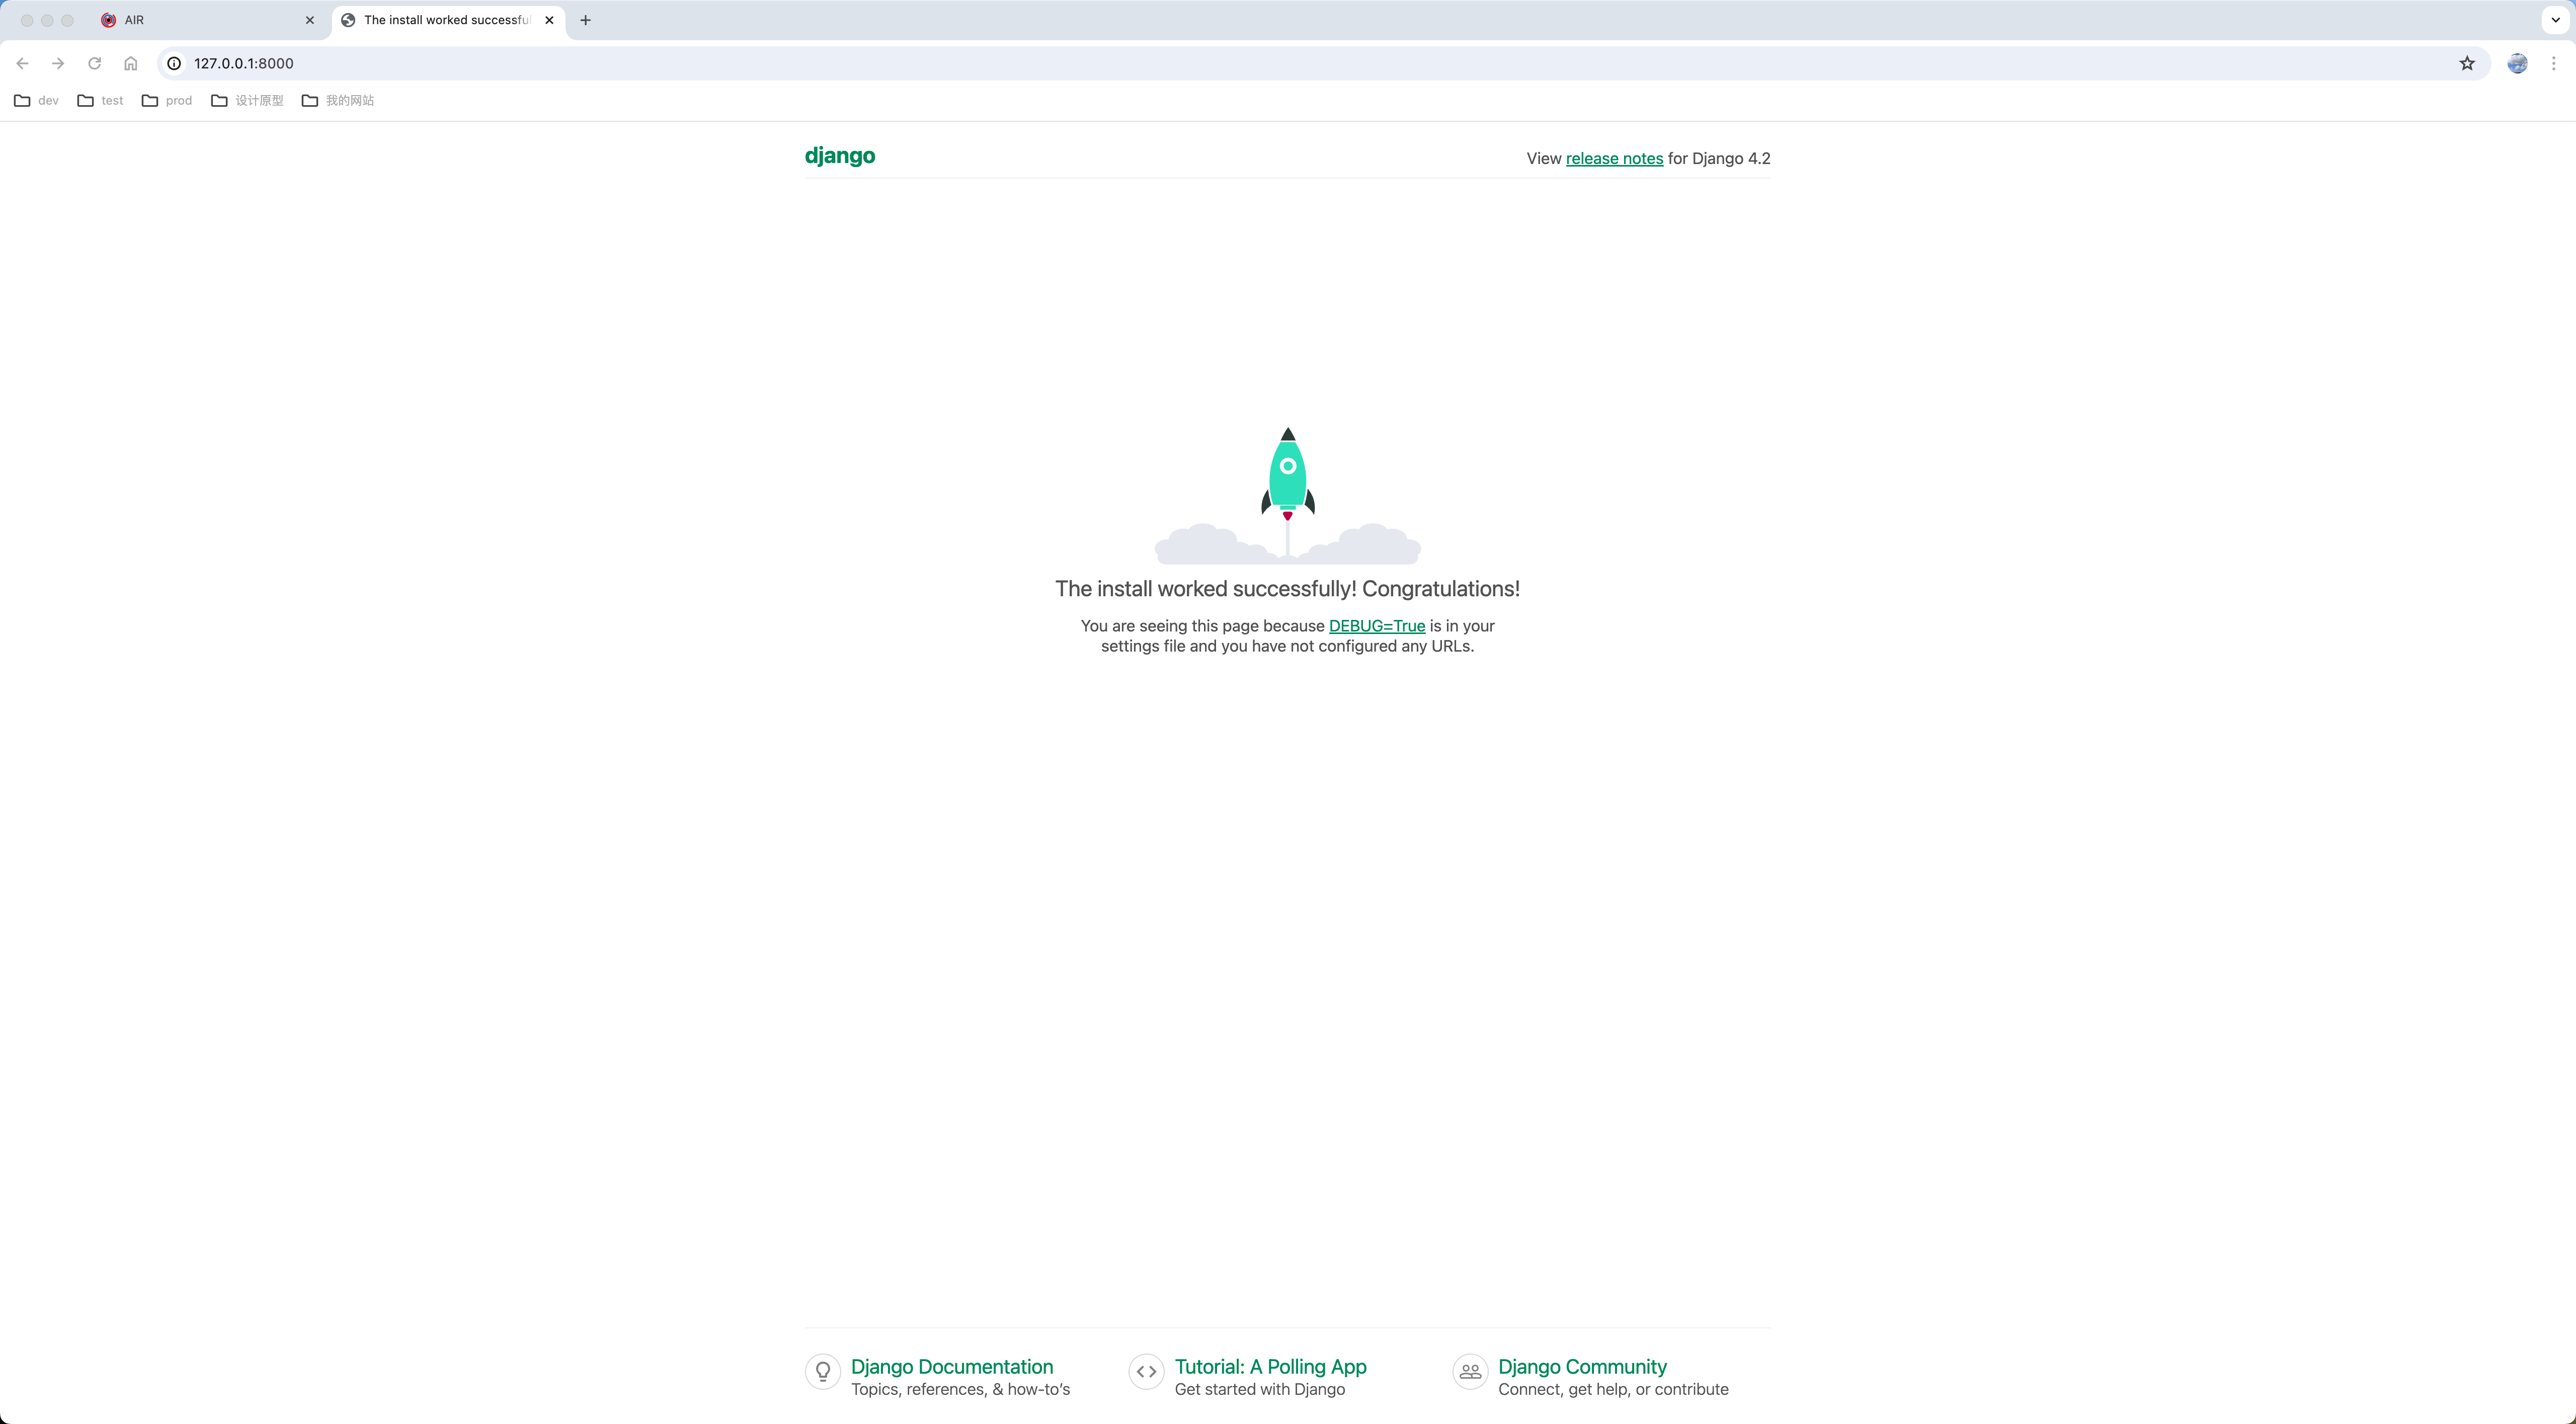 AIR
The install worked successfu
127.0.0.1:8000
dev
test
prod
设计原型
我的网站
django
View release notes for Django 4.2
The install worked successfully! Congratulations!
You are seeing this page because DEBUG=True is in your
settings file and you have not configured any URLs.
Django Documentation
Topics, references, & how-to’s
Tutorial: A Polling App
Get started with Django
Django Community
Connect, get help, or contribute